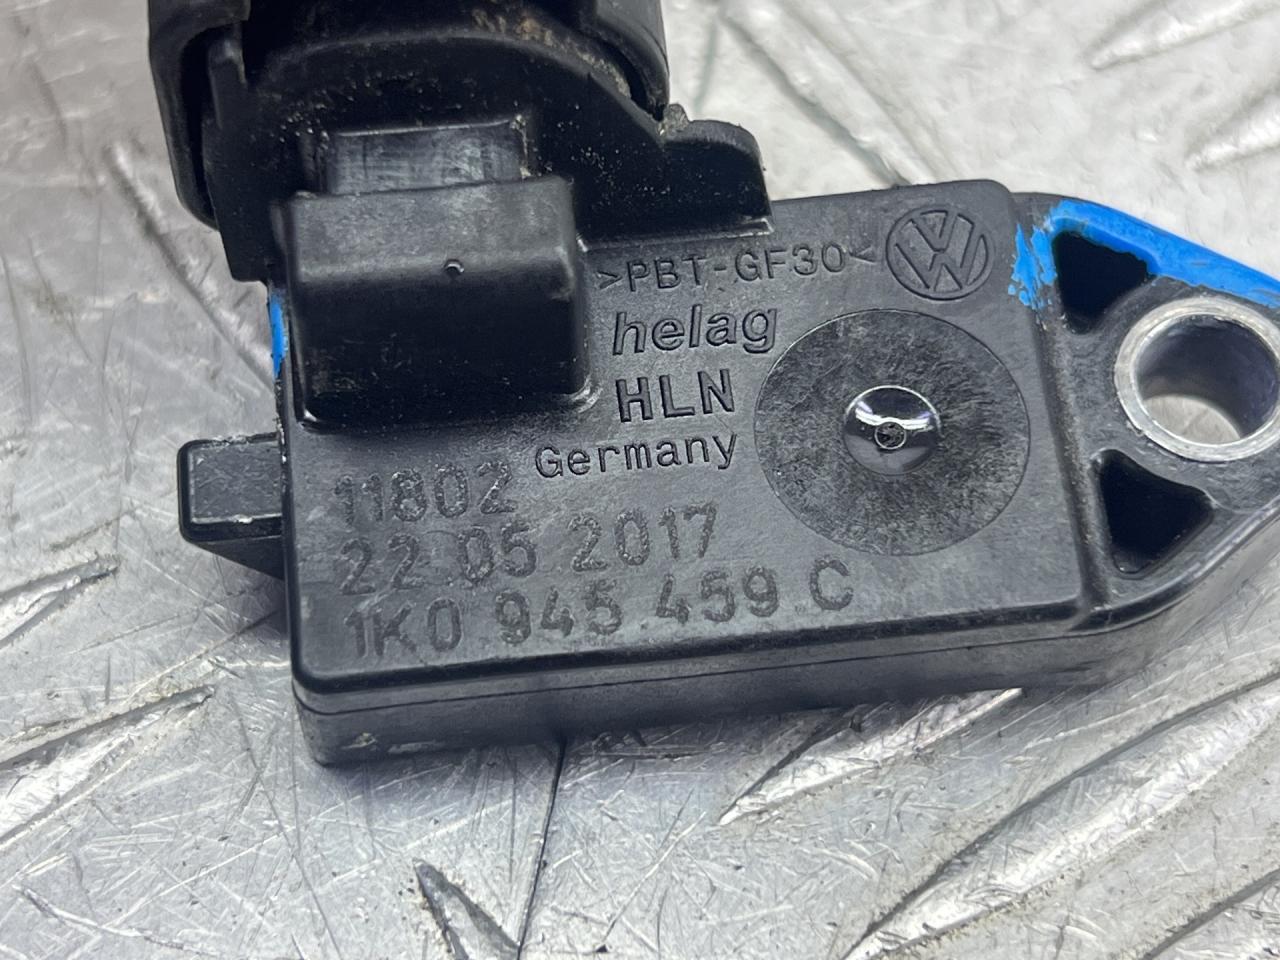 >PBT-GF30<
helag
HLN
Germany
11802
22.05.2017
1K0 945.459.C